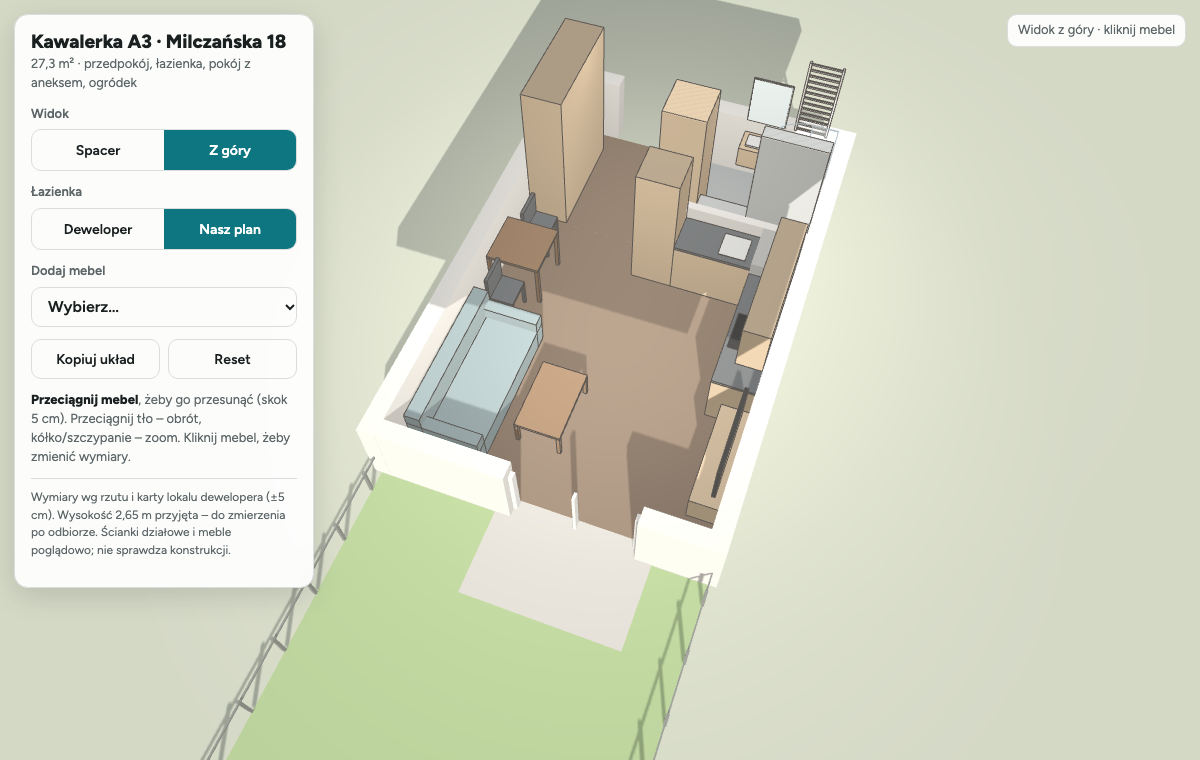 Kawalerka A3 · Milczańska 18
27,3 m² · przedpokój, łazienka, pokój z
aneksem, ogródek
Widok
Spacer
Z góry
Łazienka
Deweloper
Nasz plan
Dodaj mebel
Wybierz...
Kopiuj układ
Reset
Przeciągnij mebel, żeby go przesunąć (skok
5 cm). Przeciągnij tło – obrót,
kółko/szczypanie – zoom. Kliknij mebel, żeby
zmienić wymiary.
Wymiary wg rzutu i karty lokalu dewelopera (±5
cm). Wysokość 2,65 m przyjęta – do zmierzenia
po odbiorze. Ścianki działowe i meble
poglądowo; nie sprawdza konstrukcji.
Widok z góry · kliknij mebel